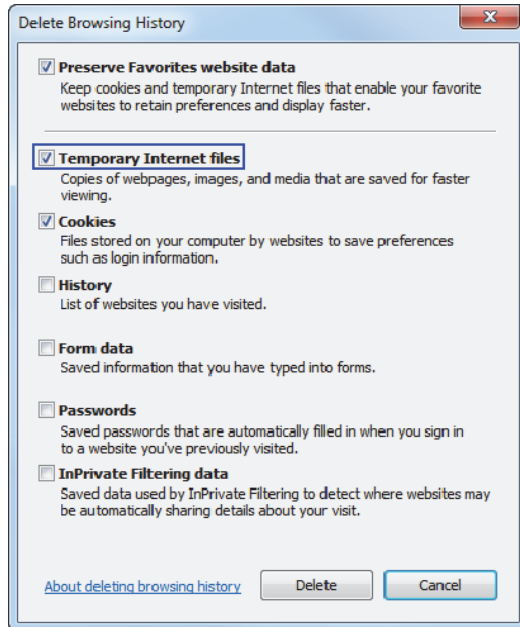 Delete Browsing History
Preserve Favorites website data
Keep cookies and temporary Internet files that enable your favorite
websites to retain preferences and display faster.
Temporary Internet files
Copies of webpages, images, and media that are saved for faster
viewing.
Cookies
Files stored on your computer by websites to save preferences
such as login information.
History
List of websites you have visited.
Form data
Saved information that you have typed into forms.
Passwords
Saved passwords that are automatically filled in when you sign in
to a website you've previously visited.
InPrivate Filtering data
Saved data used by InPrivate Filtering to detect where websites may
be automatically sharing details about your visit.
About deleting browsing history Delete Cancel